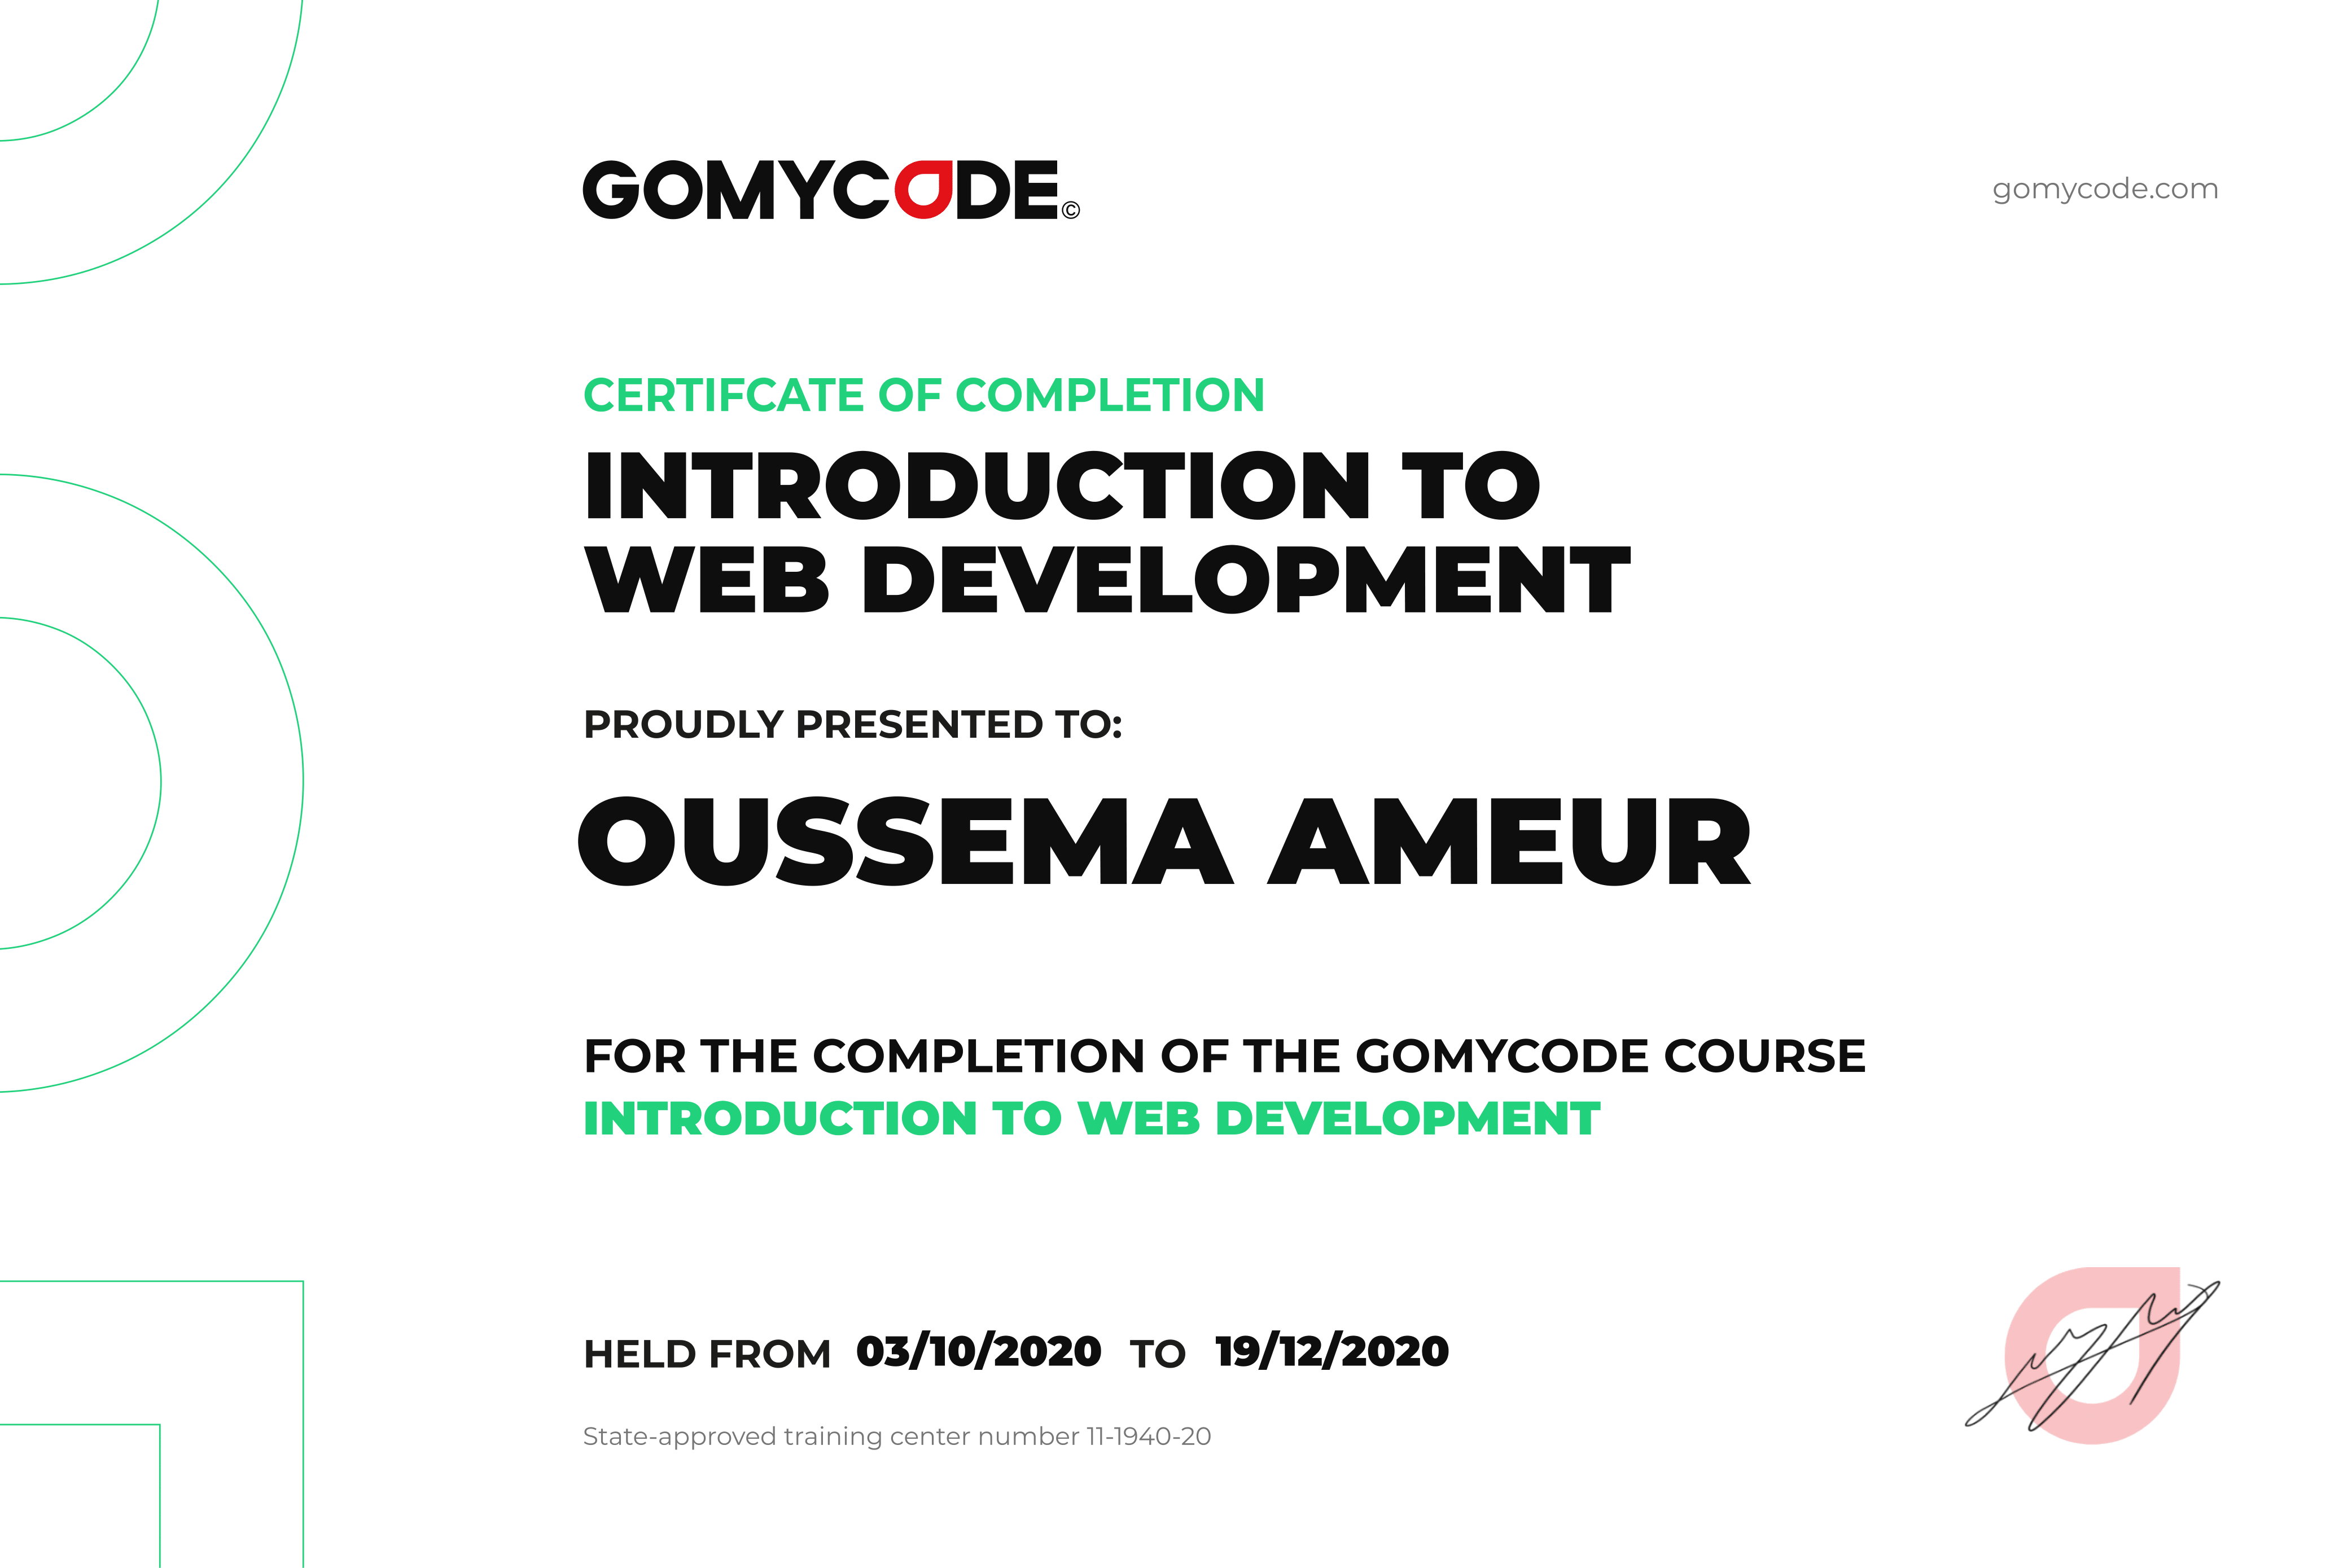 GOMYCODE©
gomycode.com
CERTIFCATE OF COMPLETION
INTRODUCTION TO
WEB DEVELOPMENT
PROUDLY PRESENTED TO:
OUSSEMA AMEUR
FOR THE COMPLETION OF THE GOMYCODE COURSE
INTRODUCTION TO WEB DEVELOPMENT
HELD FROM 03/10/2020 TO 19/12/2020
State-approved training center number 11-1940-20